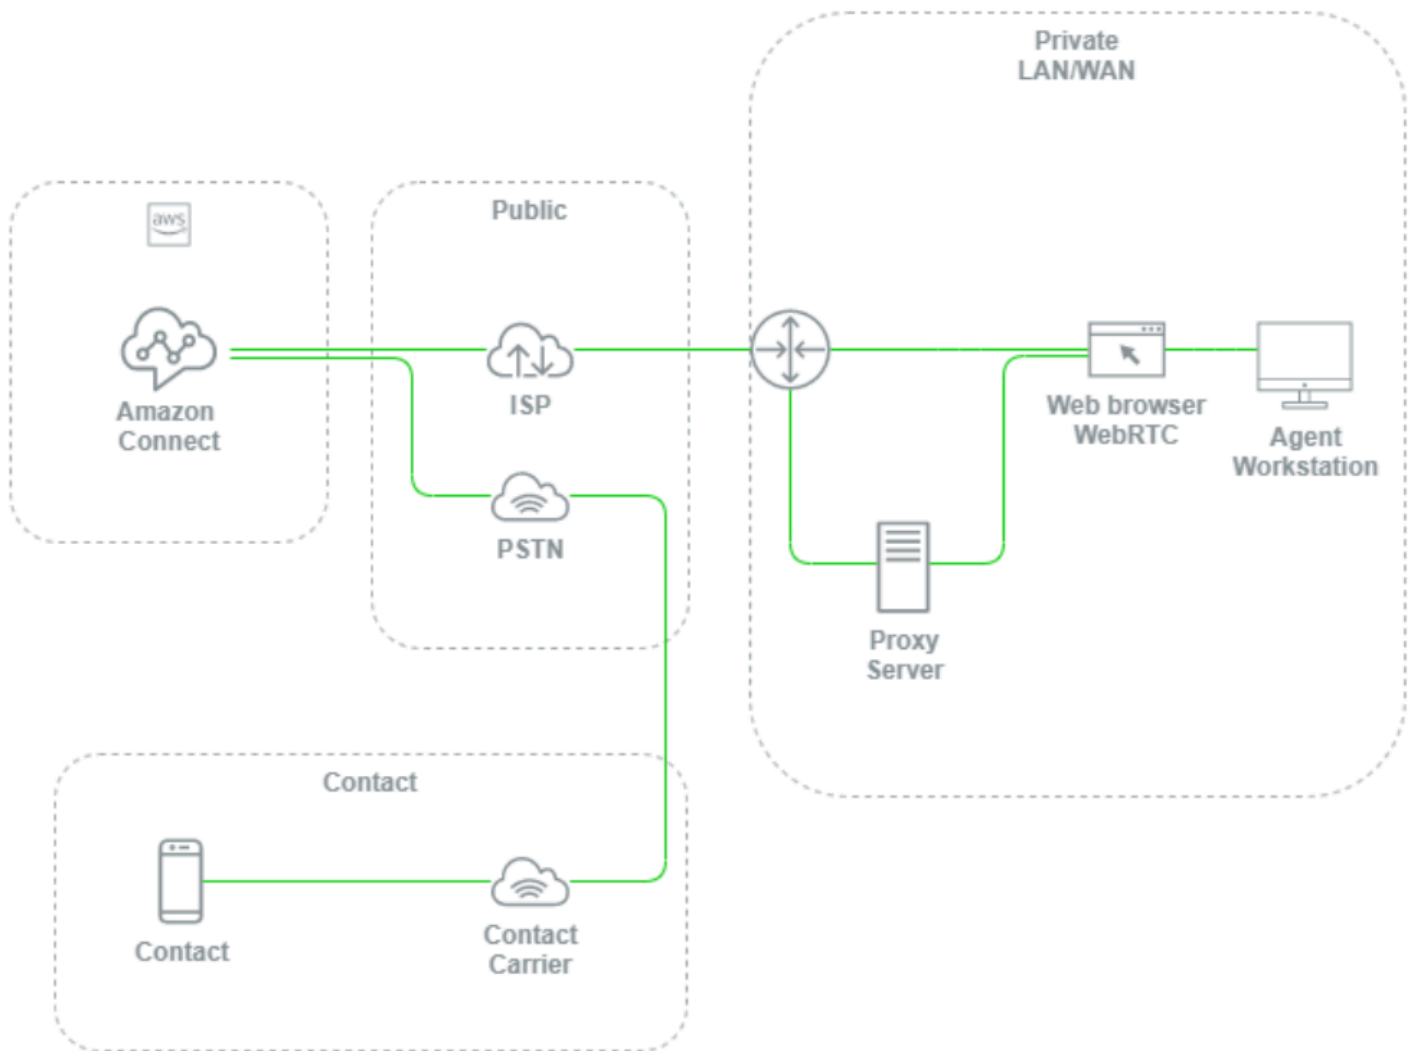 Private
LAN/WAN
aws
Public
Amazon
Connect
ISP
PSTN
Web browser
WebRTC
Agent
Workstation
Proxy
Server
Contact
Contact
Contact
Carrier